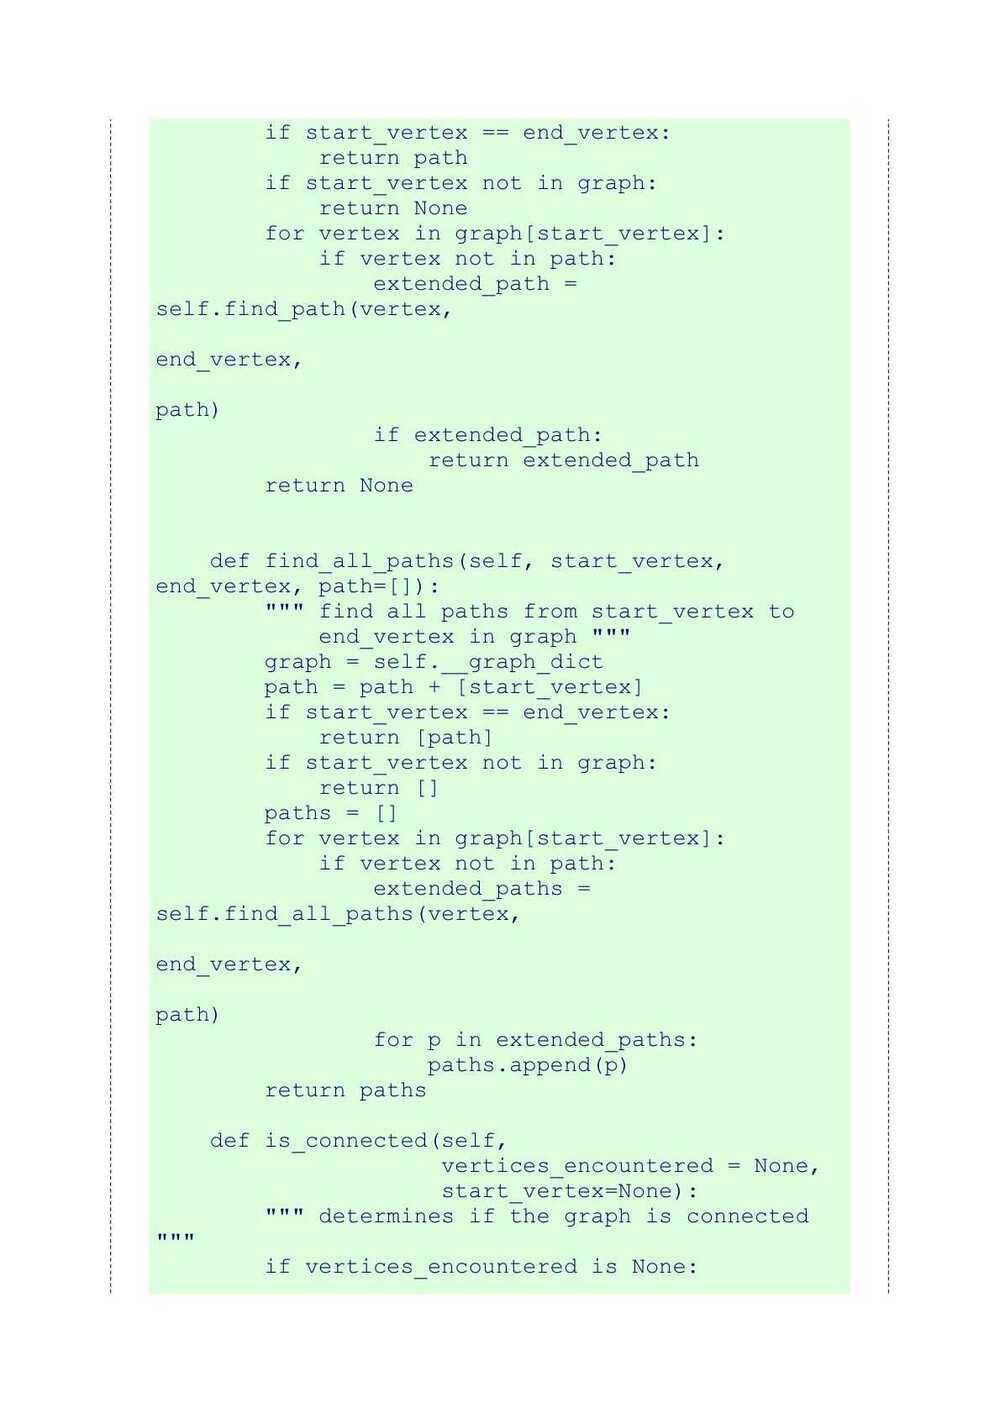 if start_vertex == end_vertex:
            return path
        if start_vertex not in graph:
            return None
        for vertex in graph[start_vertex]:
            if vertex not in path:
                extended_path =
self.find_path(vertex,

end_vertex,

path)
                if extended_path:
                    return extended_path
        return None


    def find_all_paths(self, start_vertex,
end_vertex, path=[]):
        """ find all paths from start_vertex to
            end_vertex in graph """
        graph = self.__graph_dict
        path = path + [start_vertex]
        if start_vertex == end_vertex:
            return [path]
        if start_vertex not in graph:
            return []
        paths = []
        for vertex in graph[start_vertex]:
            if vertex not in path:
                extended_paths =
self.find_all_paths(vertex,

end_vertex,

path)
                for p in extended_paths:
                    paths.append(p)
        return paths

    def is_connected(self,
                     vertices_encountered = None,
                     start_vertex=None):
        """ determines if the graph is connected
"""
        if vertices_encountered is None: